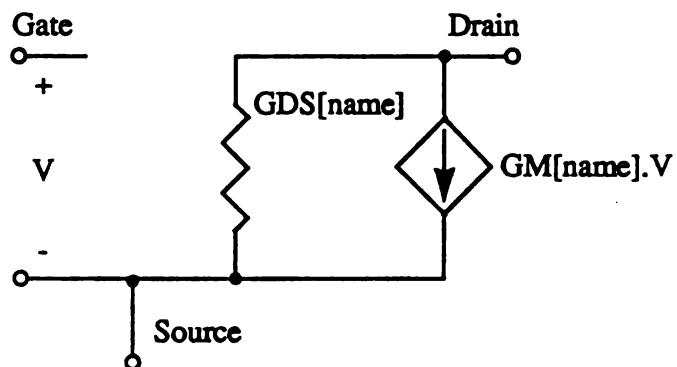 Gate
Drain
+
GDS[name]
V
GM[name].V
-
Source